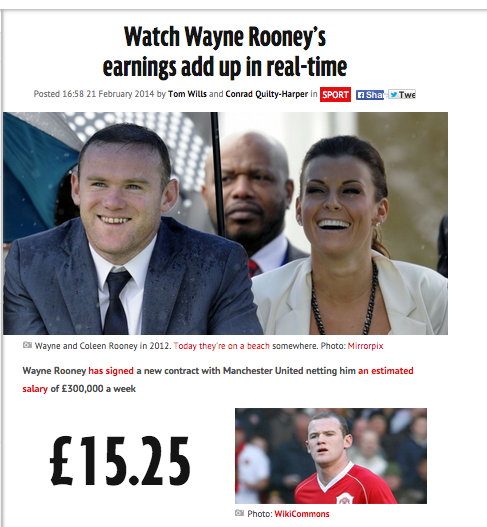 Watch Wayne Rooney's
earnings add up in real-time
Posted 16:58 21 February 2014 by Tom Wills and Conrad Quilty-Harper in SPORT Sha Twe
Wayne and Coleen Rooney in 2012. Today they're on a beach somewhere. Photo: Mirrorpix
Wayne Rooney has signed a new contract with Manchester United netting him an estimated
salary of £300,000 a week
£15.25
Photo: WikiCommons